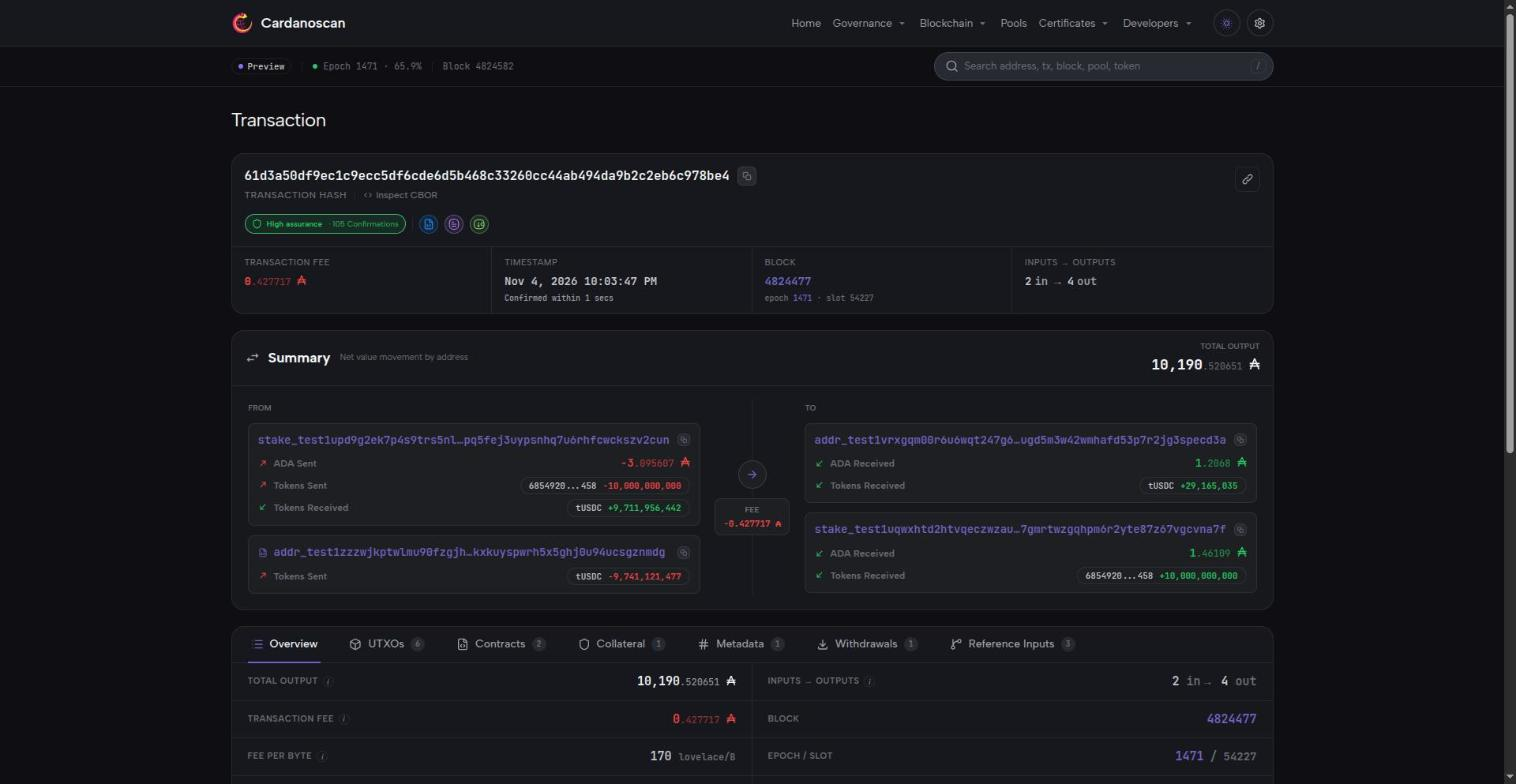 Cardanoscan
Home Governance Blockchain Pools Certificates Developers
Preview Epoch 1471 · 65.9% Block 4824582
Search address, tx, block, pool, token /
Transaction
61d3a50df9ec1c9ecc5df6cde6d5b468c33260cc44ab494da9b2c2eb6c978be4
TRANSACTION HASH <> Inspect CBOR
High assurance · 105 Confirmations
TRANSACTION FEE
0.427717 ₳
TIMESTAMP
Nov 4, 2026 10:03:47 PM
Confirmed within 1 secs
BLOCK
4824477
epoch 1471 · slot 54227
INPUTS → OUTPUTS
2 in → 4 out
Summary Net value movement by address
TOTAL OUTPUT
10,190.520651 ₳
FROM
stake_test1upd9g2ek7p4s9trs5nl…pq5fej3uypsnhq7u6rhfcwckszv2cun
ADA Sent -3.095607 ₳
Tokens Sent 6854920...458 -10,000,000,000
Tokens Received tUSDC +9,711,956,442
addr_test1zzzwjkptwlmu90fzgjh…kxkuyspwrh5x5ghj0u94ucsgznmdg
Tokens Sent tUSDC -9,741,121,477
FEE
-0.427717 ₳
TO
addr_test1vrxgqm00r6u6wqt247g6…ugd5m3w42wmhafd53p7r2jg3specd3a
ADA Received 1.2068 ₳
Tokens Received tUSDC +29,165,035
stake_test1uqwxhtd2htvqeczwzau…7gmrtwzgqhpm6r2yte87z67vgcvna7f
ADA Received 1.46109 ₳
Tokens Received 6854920...458 +10,000,000,000
Overview UTXOs 6 Contracts 2 Collateral 1 Metadata 1 Withdrawals 1 Reference Inputs 3
TOTAL OUTPUT i 10,190.520651 ₳
INPUTS → OUTPUTS i 2 in → 4 out
TRANSACTION FEE i 0.427717 ₳
BLOCK 4824477
FEE PER BYTE i 170 lovelace/B
EPOCH / SLOT 1471 / 54227